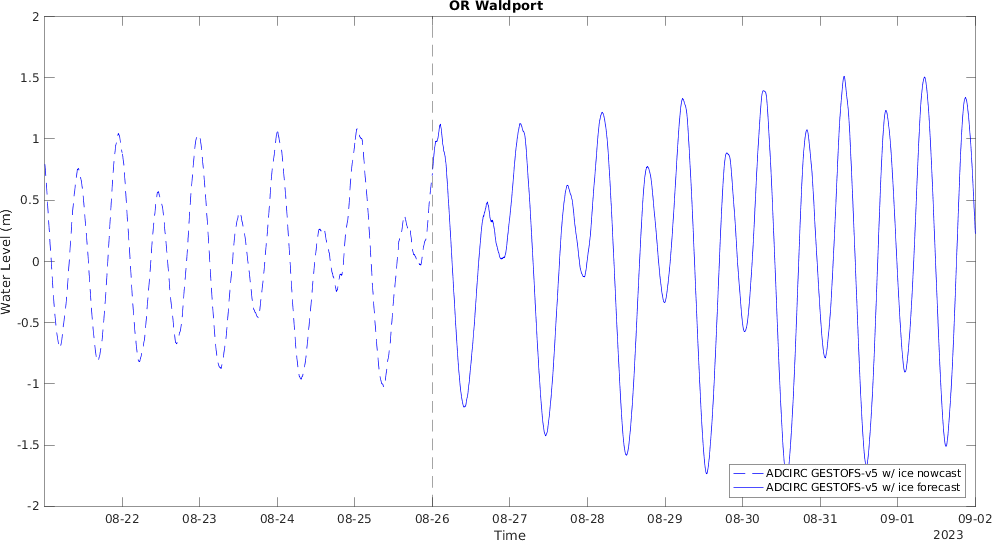 OR Waldport
2
1.5
1
0.5
0
-0.5
-1
-1.5
-2
Water Level (m)
ADCIRC GESTOFS-v5 w/ ice nowcast
ADCIRC GESTOFS-v5 w/ ice forecast
08-22 08-23 08-24 08-25 08-26 08-27 08-28 08-29 08-30 08-31 09-01 09-02
Time
2023